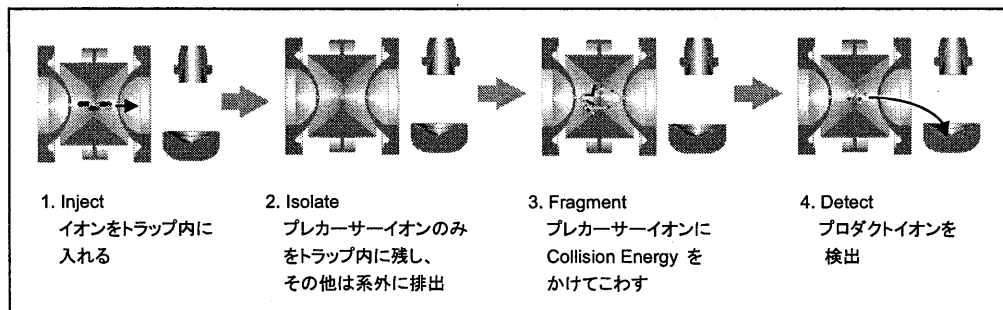 1. Inject
イオンをトラップ内に
入れる
2. Isolate
プレカーサーイオンのみ
をトラップ内に残し、
その他は系外に排出
3. Fragment
プレカーサーイオンに
Collision Energy を
かけてこわす
4. Detect
プロダクトイオンを
検出